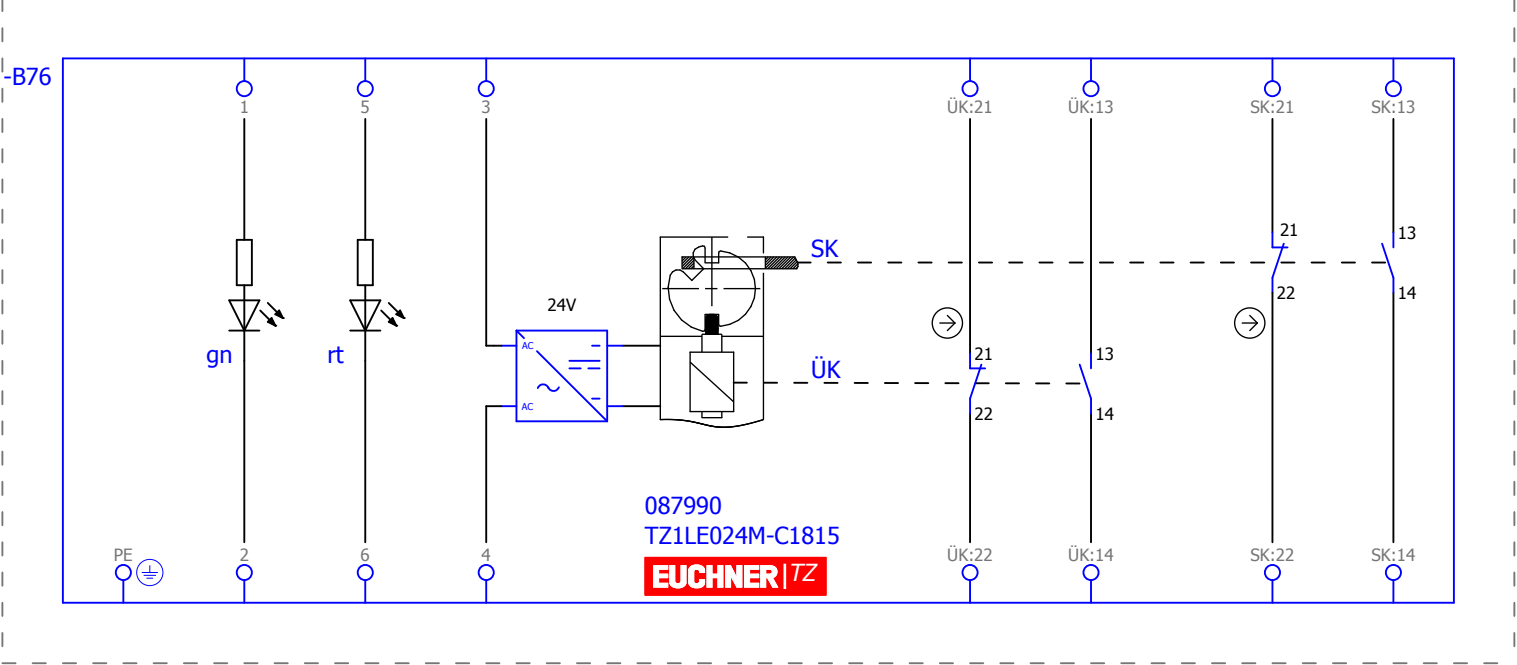 -B76
1
5
3
ÜK:21
ÜK:13
SK:21
SK:13
21
13
SK
22
14
24V
gn
rt
AC
AC
ÜK
21
13
22
14
087990
TZ1LE024M-C1815
EUCHNER|TZ
PE
2
6
4
ÜK:22
ÜK:14
SK:22
SK:14